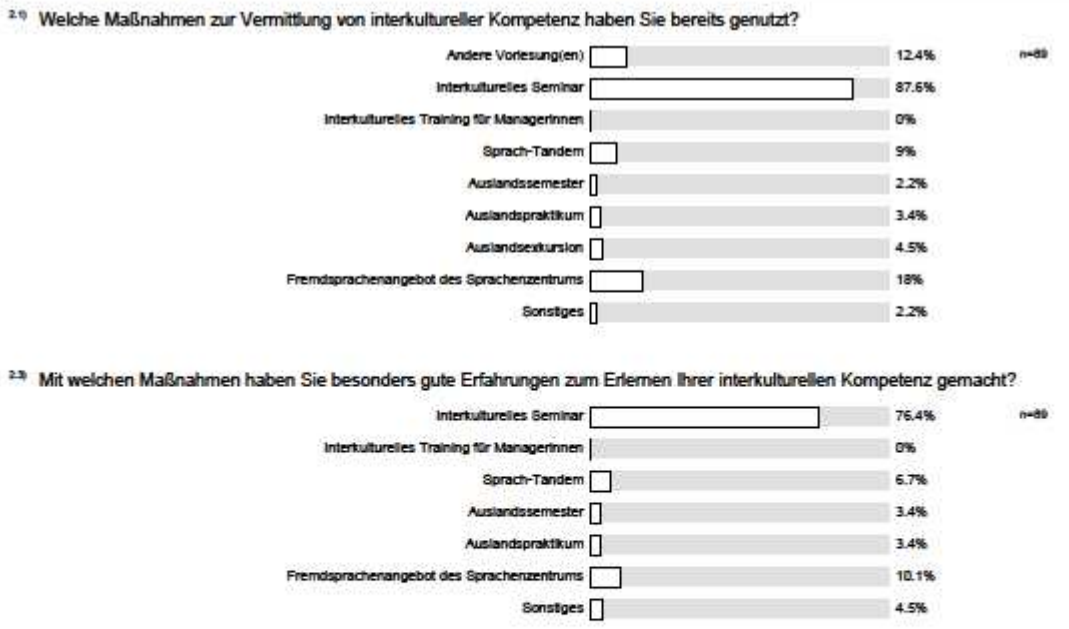 2.1) Welche Maßnahmen zur Vermittlung von interkultureller Kompetenz haben Sie bereits genutzt?
Andere Vorlesung(en) 12.4% n=89
Interkulturelles Seminar 87.6%
Interkulturelles Training für ManagerInnen 0%
Sprach-Tandem 9%
Auslandssemester 2.2%
Auslandspraktikum 3.4%
Auslandsexkursion 4.5%
Fremdsprachenangebot des Sprachenzentrums 18%
Sonstiges 2.2%
2.3) Mit welchen Maßnahmen haben Sie besonders gute Erfahrungen zum Erlernen Ihrer interkulturellen Kompetenz gemacht?
Interkulturelles Seminar 76.4% n=89
Interkulturelles Training für ManagerInnen 0%
Sprach-Tandem 6.7%
Auslandssemester 3.4%
Auslandspraktikum 3.4%
Fremdsprachenangebot des Sprachenzentrums 10.1%
Sonstiges 4.5%